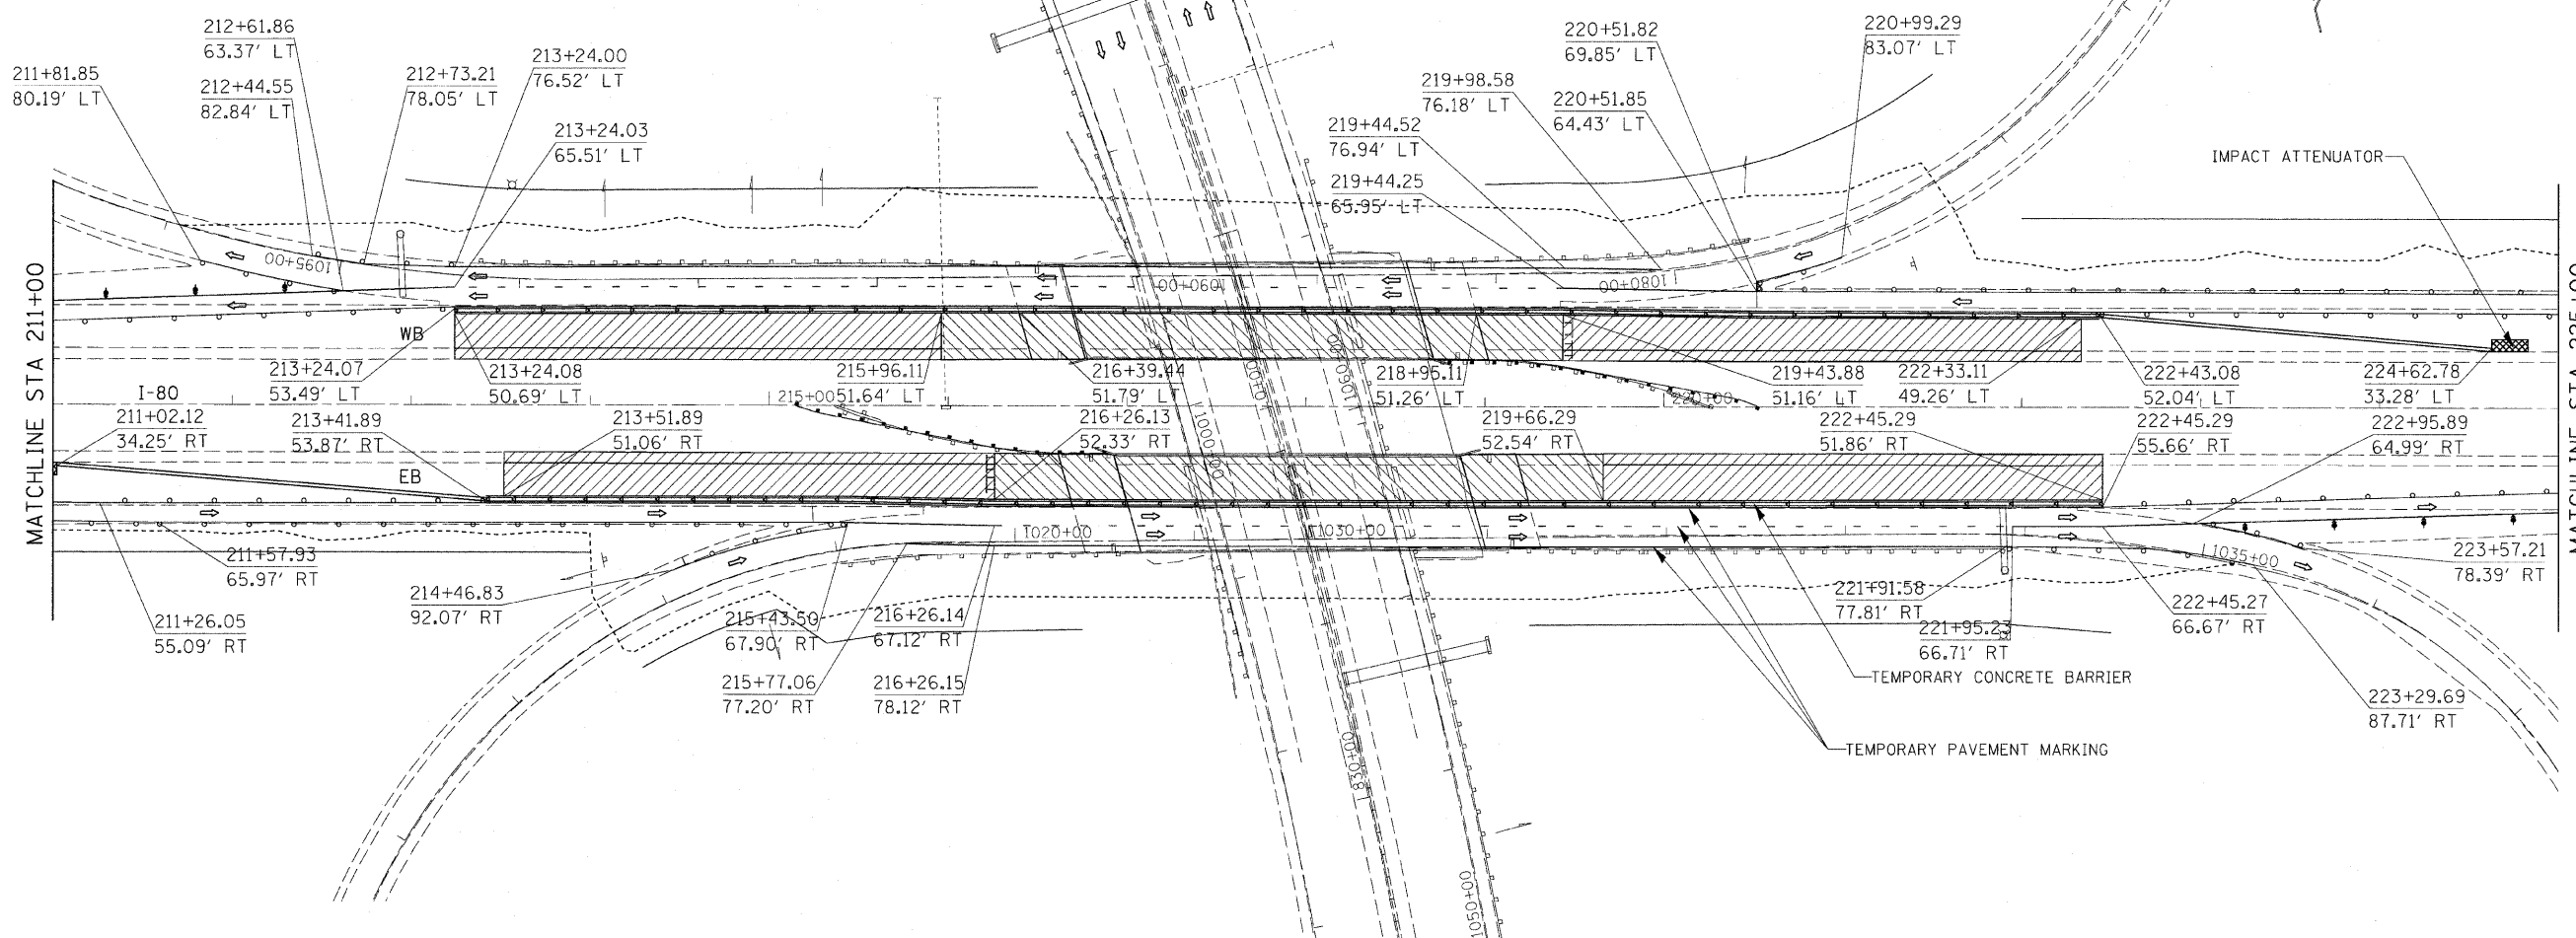 212+61.86
63.37' LT
211+81.85
80.19' LT
212+44.55
82.84' LT
212+73.21
78.05' LT
213+24.00
76.52' LT
213+24.03
65.51' LT
219+44.52
76.94' LT
219+44.25
65.95' LT
219+98.58
76.18' LT
220+51.82
69.85' LT
220+51.85
64.43' LT
220+99.29
83.07' LT
IMPACT ATTENUATOR
MATCHLINE STA 211+00
1095+00
1090+00
1080+00
WB
213+24.07
53.49' LT
213+24.08
50.69' LT
215+96.11
51.64' LT
216+39.44
51.79' LT
218+95.11
51.26' LT
219+43.88
51.16' LT
222+33.11
49.26' LT
222+43.08
52.04' LT
224+62.78
33.28' LT
I-80
215+00
220+00
211+02.12
34.25' RT
213+41.89
53.87' RT
213+51.89
51.06' RT
216+26.13
52.33' RT
219+66.29
52.54' RT
222+45.29
51.86' RT
222+45.29
55.66' RT
222+95.89
64.99' RT
EB
1000+00
1020+00
1030+00
1035+00
211+57.93
65.97' RT
211+26.05
55.09' RT
214+46.83
92.07' RT
215+43.50
67.90' RT
216+26.14
67.12' RT
215+77.06
77.20' RT
216+26.15
78.12' RT
221+91.58
77.81' RT
221+95.23
66.71' RT
222+45.27
66.67' RT
223+57.21
78.39' RT
223+29.69
87.71' RT
TEMPORARY CONCRETE BARRIER
TEMPORARY PAVEMENT MARKING
830+00
1050+00
MATCHLINE STA 225+00